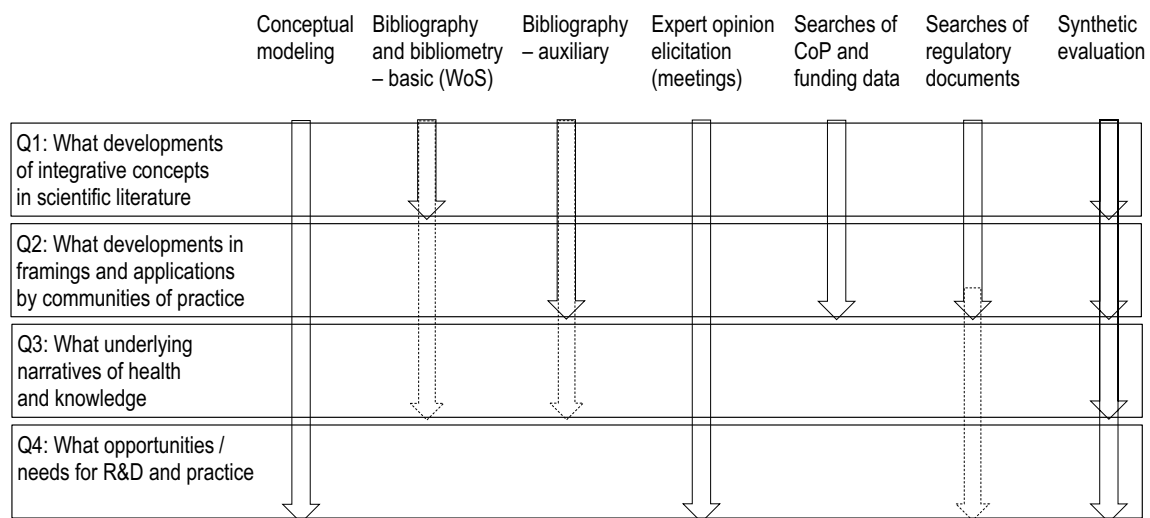 Conceptual
modeling
Bibliography
and bibliometry
– basic (WoS)
Bibliography
– auxiliary
Expert opinion
elicitation
(meetings)
Searches of
CoP and
funding data
Searches of
regulatory
documents
Synthetic
evaluation
Q1: What developments
of integrative concepts
in scientific literature
Q2: What developments in
framings and applications
by communities of practice
Q3: What underlying
narratives of health
and knowledge
Q4: What opportunities /
needs for R&D and practice